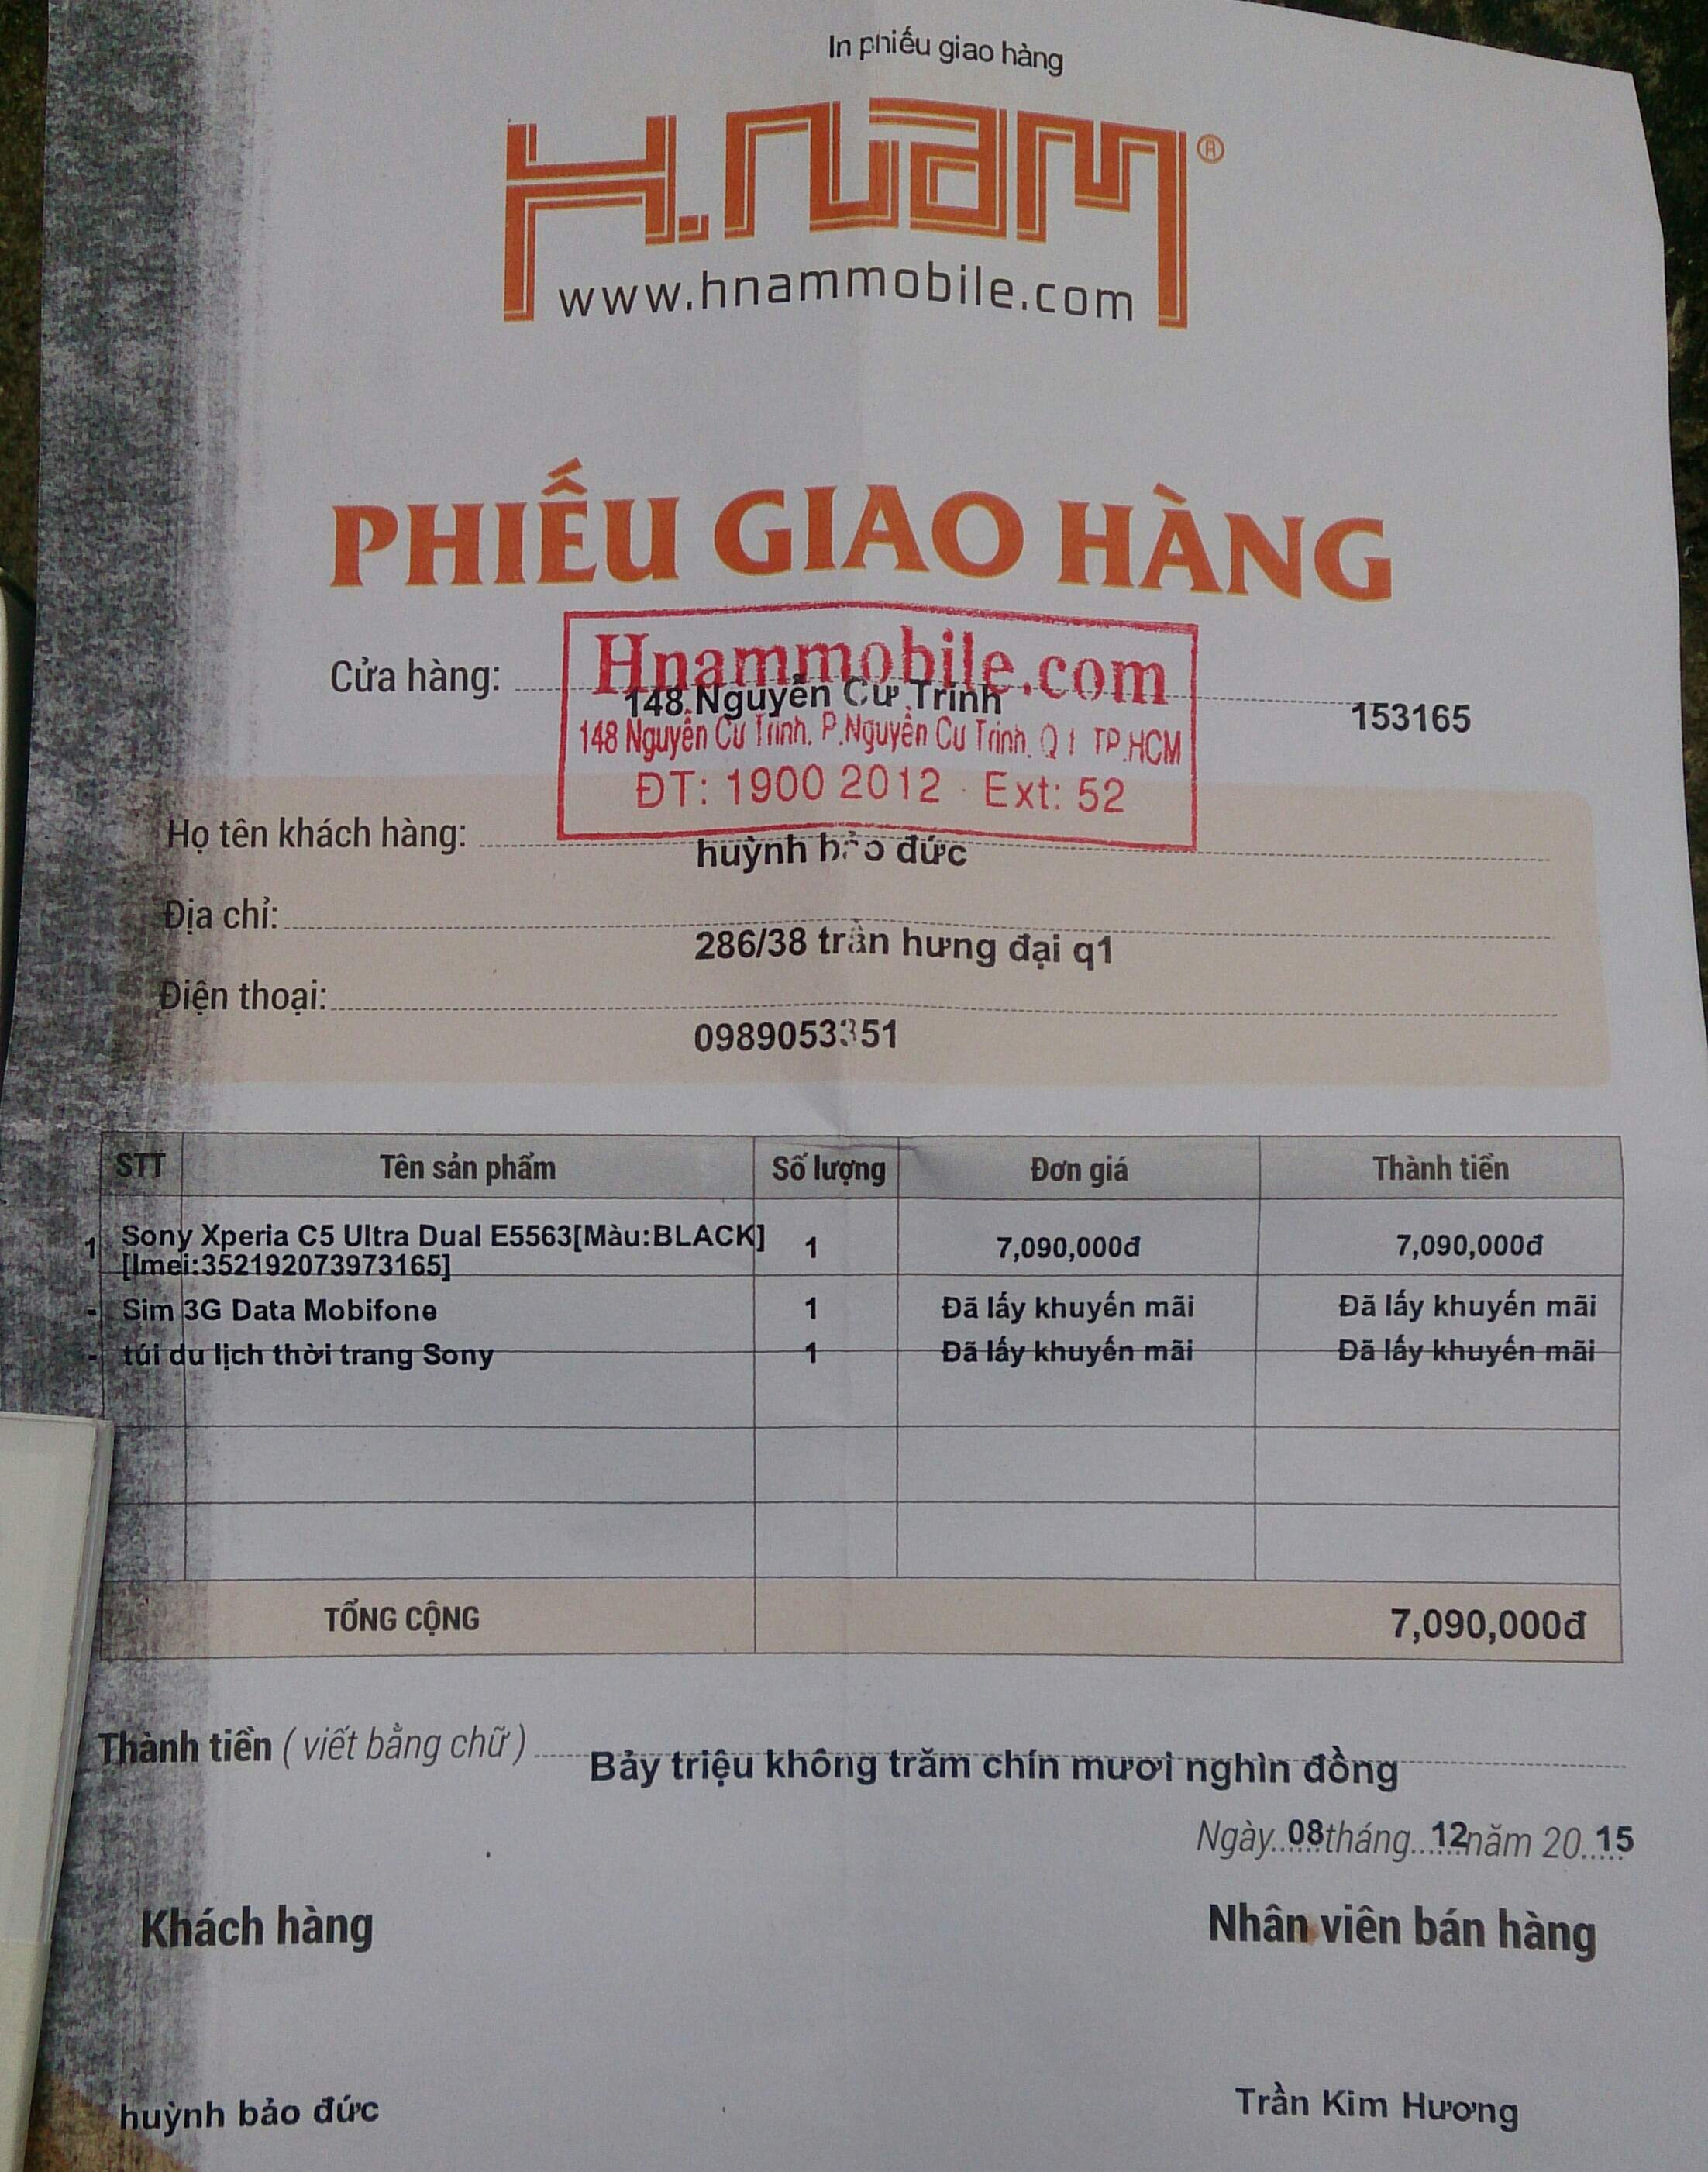 In phiếu giao hàng
H.nam®
www.hnammobile.com
PHIẾU GIAO HÀNG
Hnammobile.com
Cửa hàng: 148 Nguyễn Cư Trinh 153165
148 Nguyễn Cư Trinh. P.Nguyễn Cư Trinh. Q 1 TP.HCM
ĐT: 1900 2012 Ext: 52
Họ tên khách hàng: huỳnh bảo đức
Địa chỉ: 286/38 trần hưng đại q1
Điện thoại: 0989053351
STT Tên sản phẩm Số lượng Đơn giá Thành tiền
1 Sony Xperia C5 Ultra Dual E5563[Màu:BLACK] 1 7,090,000đ 7,090,000đ
[Imei:352192073973165]
- Sim 3G Data Mobifone 1 Đã lấy khuyến mãi Đã lấy khuyến mãi
- túi du lịch thời trang Sony 1 Đã lấy khuyến mãi Đã lấy khuyến mãi
TỔNG CỘNG 7,090,000đ
Thành tiền (viết bằng chữ) Bảy triệu không trăm chín mươi nghìn đồng
Ngày..08tháng...12năm 20..15
Khách hàng Nhân viên bán hàng
huỳnh bảo đức Trần Kim Hương